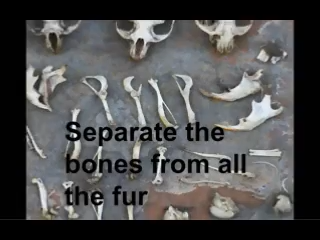 Separate the
bones from all
the fur